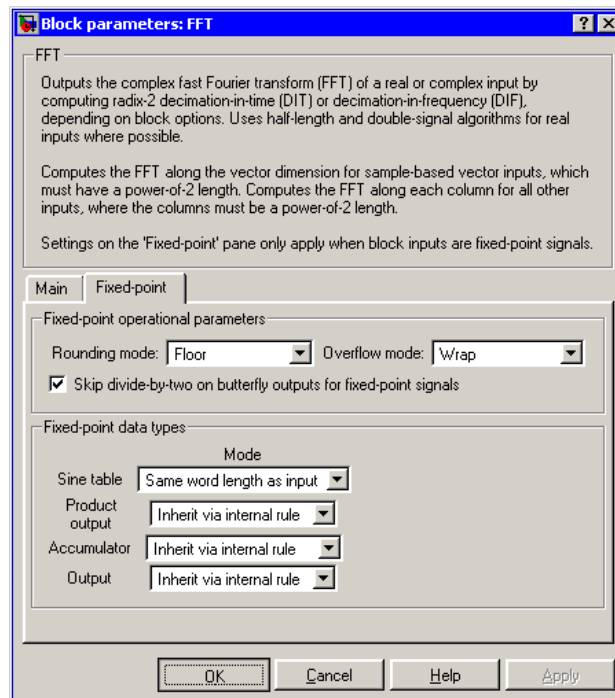 Block parameters: FFT
FFT
Outputs the complex fast Fourier transform (FFT) of a real or complex input by
computing radix-2 decimation-in-time (DIT) or decimation-in-frequency (DIF),
depending on block options. Uses half-length and double-signal algorithms for real
inputs where possible.
Computes the FFT along the vector dimension for sample-based vector inputs, which
must have a power-of-2 length. Computes the FFT along each column for all other
inputs, where the columns must be a power-of-2 length.
Settings on the 'Fixed-point' pane only apply when block inputs are fixed-point signals.
Main Fixed-point
Fixed-point operational parameters
Rounding mode: Floor Overflow mode: Wrap
Skip divide-by-two on butterfly outputs for fixed-point signals
Fixed-point data types
Mode
Sine table Same word length as input
Product
output Inherit via internal rule
Accumulator Inherit via internal rule
Output Inherit via internal rule
OK Cancel Help Apply